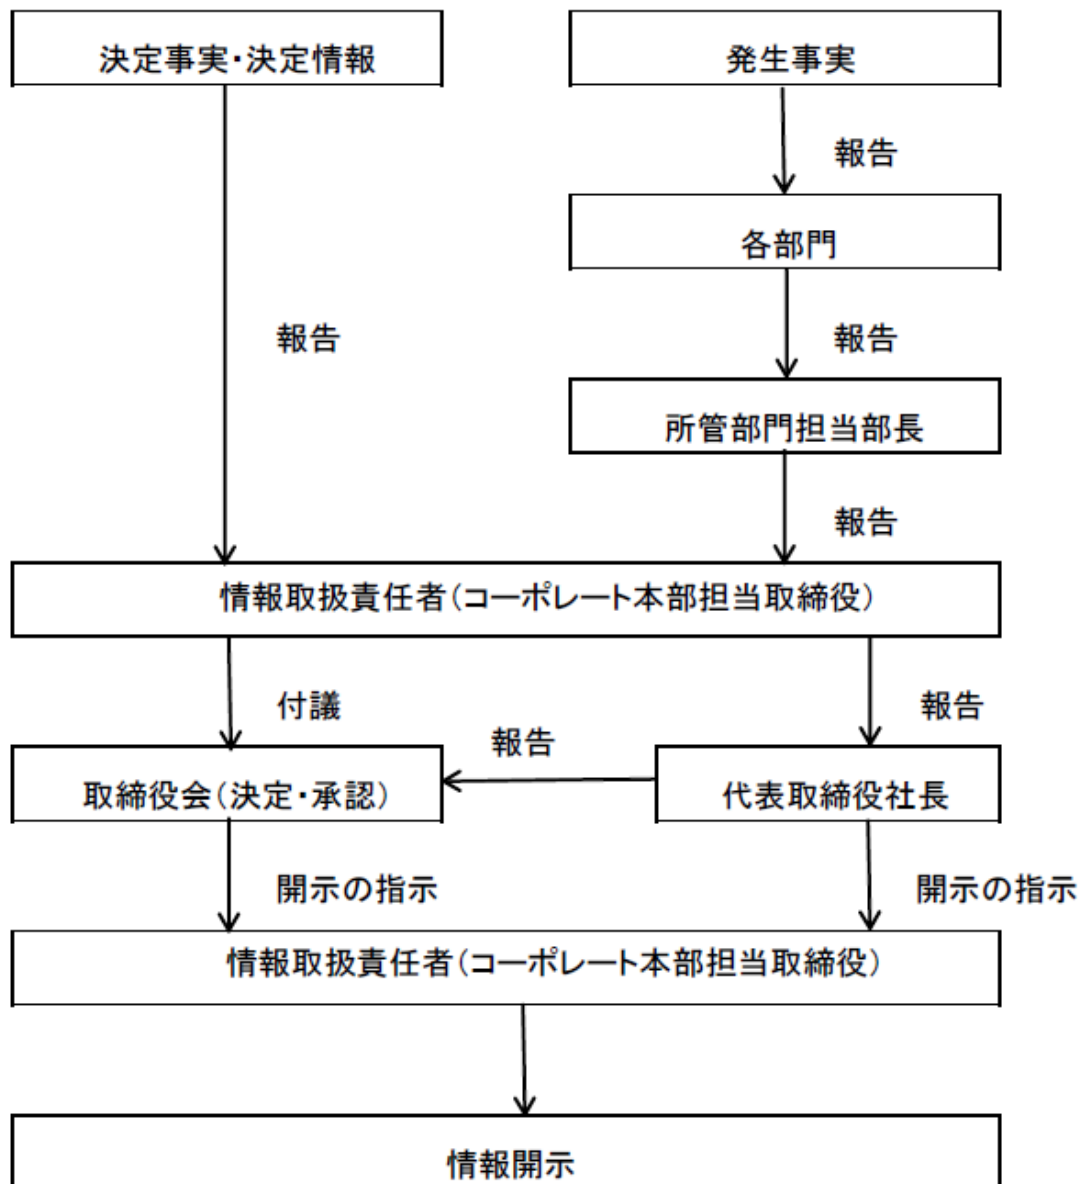 決定事実・決定情報
発生事実
報告
各部門
報告
報告
所管部門担当部長
報告
情報取扱責任者(コーポレート本部担当取締役)
付議
報告
報告
取締役会(決定・承認)
代表取締役社長
開示の指示
開示の指示
情報取扱責任者(コーポレート本部担当取締役)
情報開示